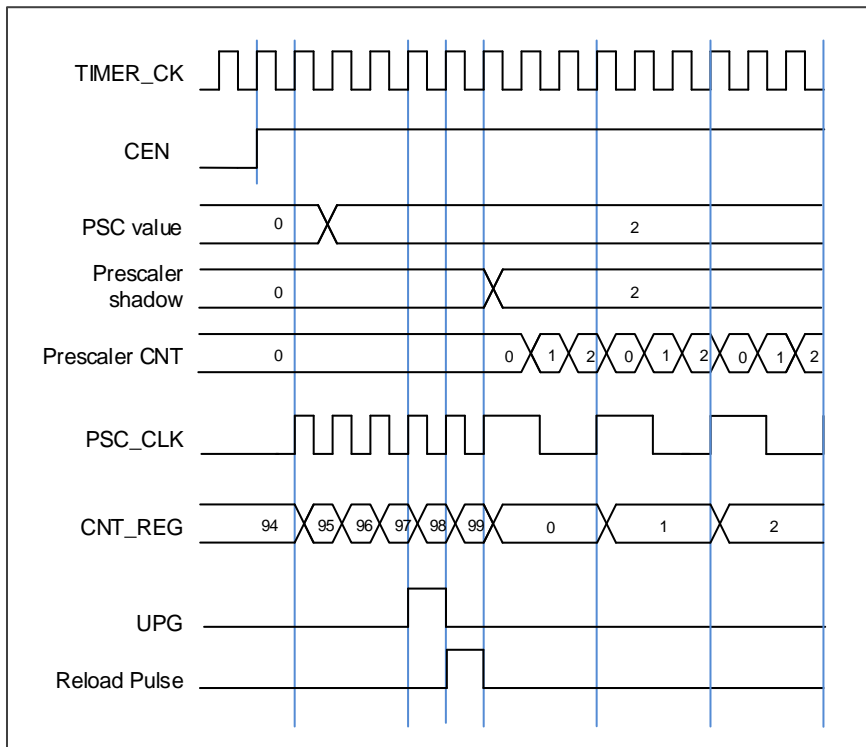 TIMER_CK
CEN
PSC value 0 2
Prescaler
shadow 0 2
Prescaler CNT 0 0 1 2 0 1 2 0 1 2
PSC_CLK
CNT_REG 94 95 96 97 98 99 0 1 2
UPG
Reload Pulse